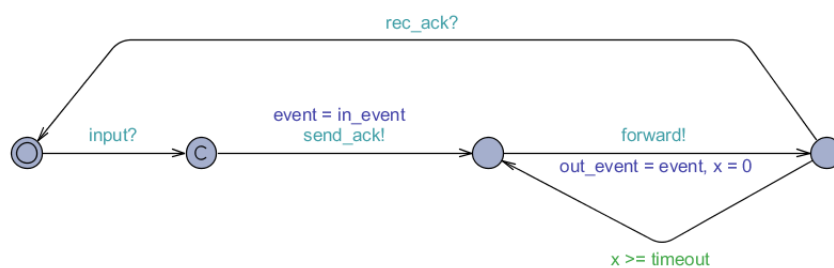 rec_ack?
event = in_event
input?
send_ack!
forward!
C
out_event = event, x = 0
x >= timeout